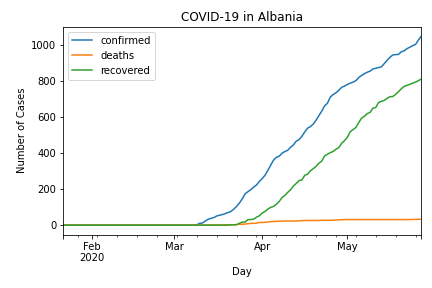 COVID-19 in Albania
confirmed
deaths
recovered
Number of Cases
1000
800
600
400
200
0
Feb
2020
Mar
Apr
May
Day